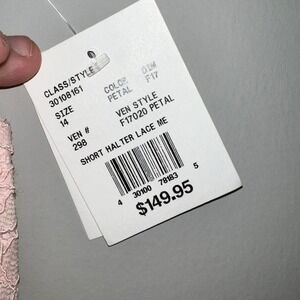 CLASS/STYLE
30108161
COLOR DIM
PETAL F17
SIZE
14
VEN STYLE
F17020 PETAL
VEN #
298
SHORT HALTER LACE ME
4 30100 78183 5
$149.95